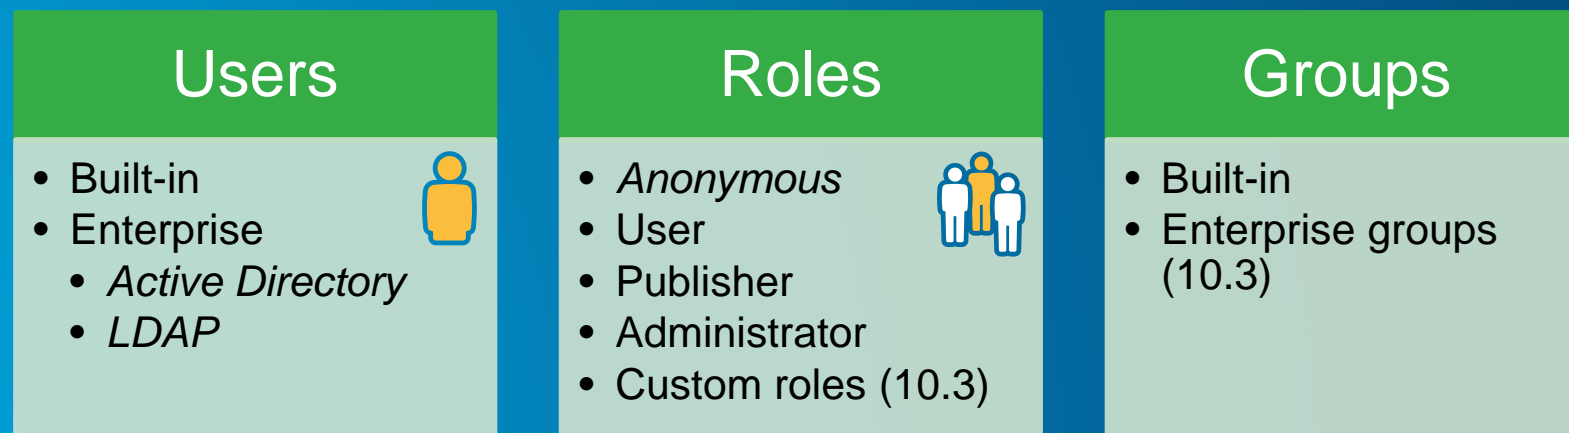 Users
• Built-in
• Enterprise
• Active Directory
• LDAP
Roles
• Anonymous
• User
• Publisher
• Administrator
• Custom roles (10.3)
Groups
• Built-in
• Enterprise groups
(10.3)